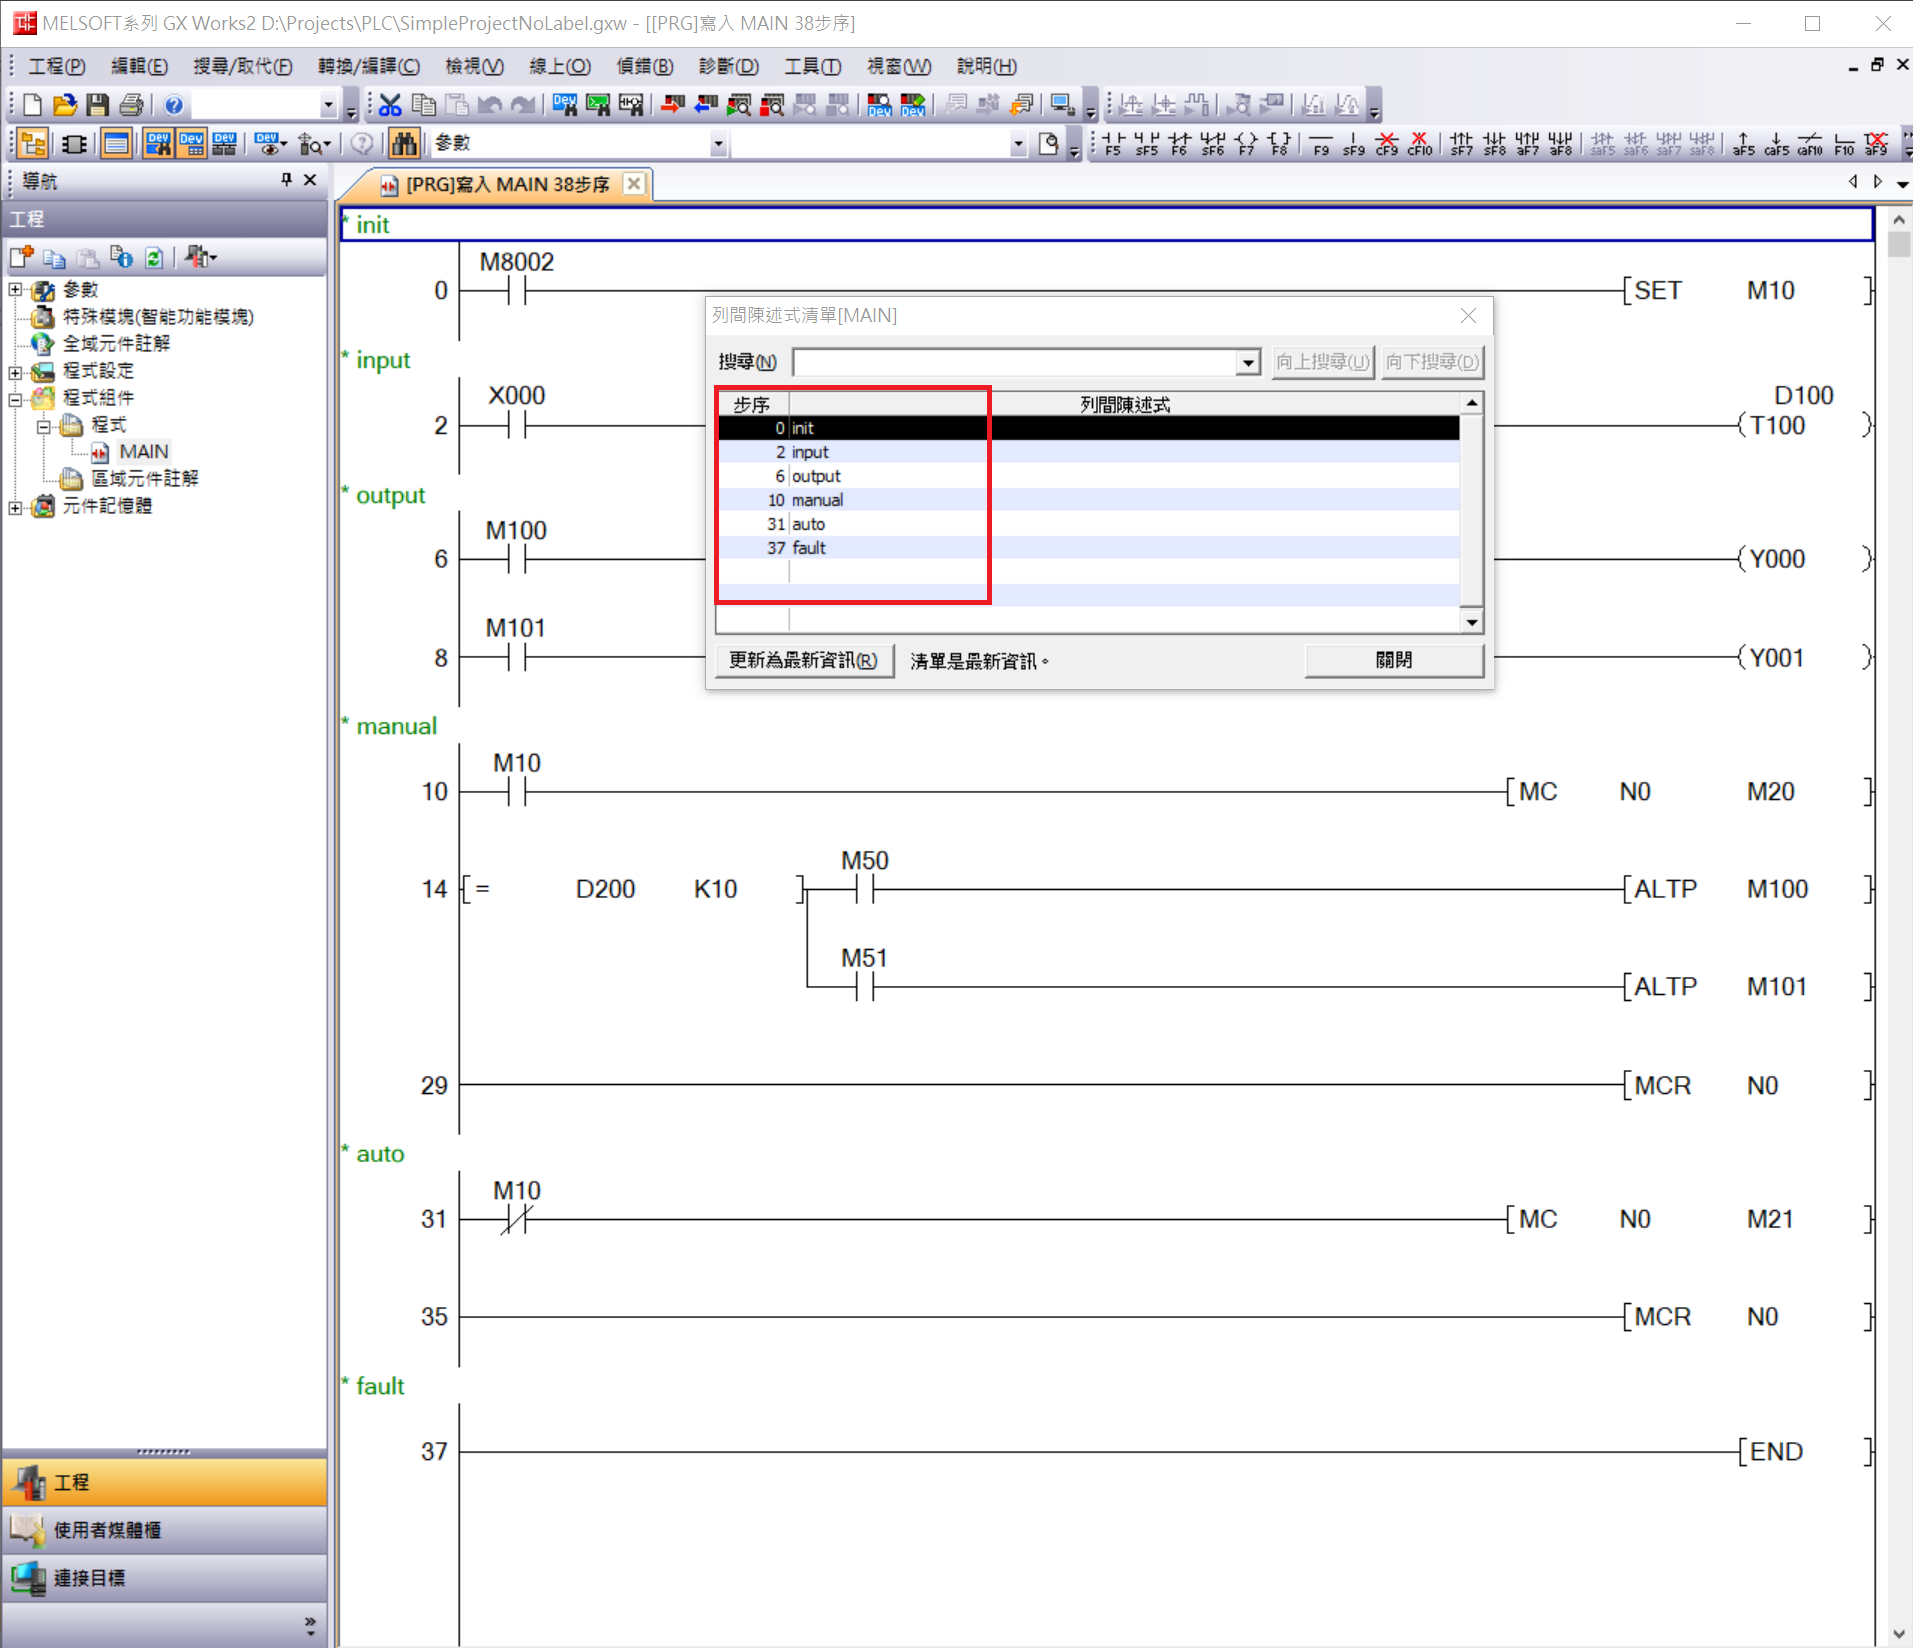 MELSOFT系列 GX Works2 D:\Projects\PLC\SimpleProjectNoLabel.gxw - [[PRG]寫入 MAIN 38步序]
工程(P) 編輯(E) 搜尋/取代(F) 轉換/編譯(C) 檢視(V) 線上(O) 偵錯(B) 診斷(D) 工具(T) 視窗(W) 說明(H)
參數
F5 sF5 F6 sF6 F7 F8 F9 sF9 cF9 cF10 sF7 sF8 aF7 aF8 saF5 saF6 saF7 saF8 aF5 caF5 caF10 F10 aF9
導航
[PRG]寫入 MAIN 38步序
工程
參數
特殊模塊(智能功能模塊)
全域元件註解
程式設定
程式組件
程式
MAIN
區域元件註解
元件記憶體
工程
使用者媒體櫃
連接目標
* init
M8002
0 [SET M10 ]
* input
X000 D100
2 (T100 )
* output
M100
6 (Y000 )
M101
8 (Y001 )
* manual
M10
10 [MC N0 M20 ]
M50
14 [= D200 K10 ] [ALTP M100 ]
M51
[ALTP M101 ]
29 [MCR N0 ]
* auto
M10
31 [MC N0 M21 ]
35 [MCR N0 ]
* fault
37 [END ]
列間陳述式清單[MAIN]
搜尋(N) 向上搜尋(U) 向下搜尋(D)
步序 列間陳述式
0 init
2 input
6 output
10 manual
31 auto
37 fault
更新為最新資訊(R) 清單是最新資訊。 關閉